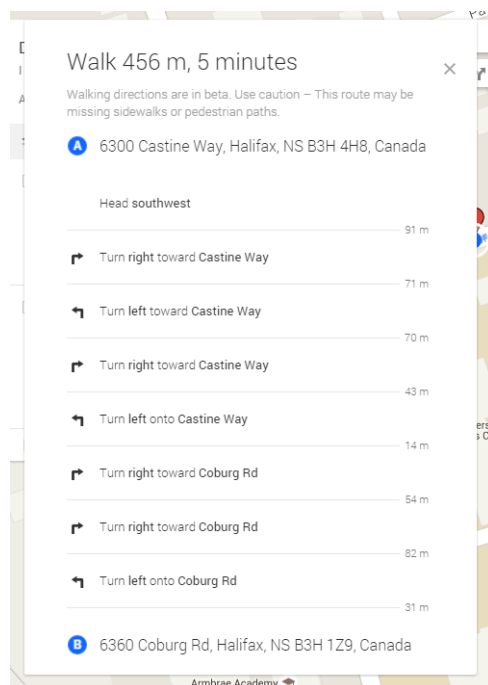 Walk 456 m, 5 minutes
Walking directions are in beta. Use caution – This route may be
missing sidewalks or pedestrian paths.
A 6300 Castine Way, Halifax, NS B3H 4H8, Canada
Head southwest
91 m
Turn right toward Castine Way
71 m
Turn left toward Castine Way
70 m
Turn right toward Castine Way
43 m
Turn left onto Castine Way
14 m
Turn right toward Coburg Rd
54 m
Turn right toward Coburg Rd
82 m
Turn left onto Coburg Rd
31 m
B 6360 Coburg Rd, Halifax, NS B3H 1Z9, Canada
Armbrae Academy